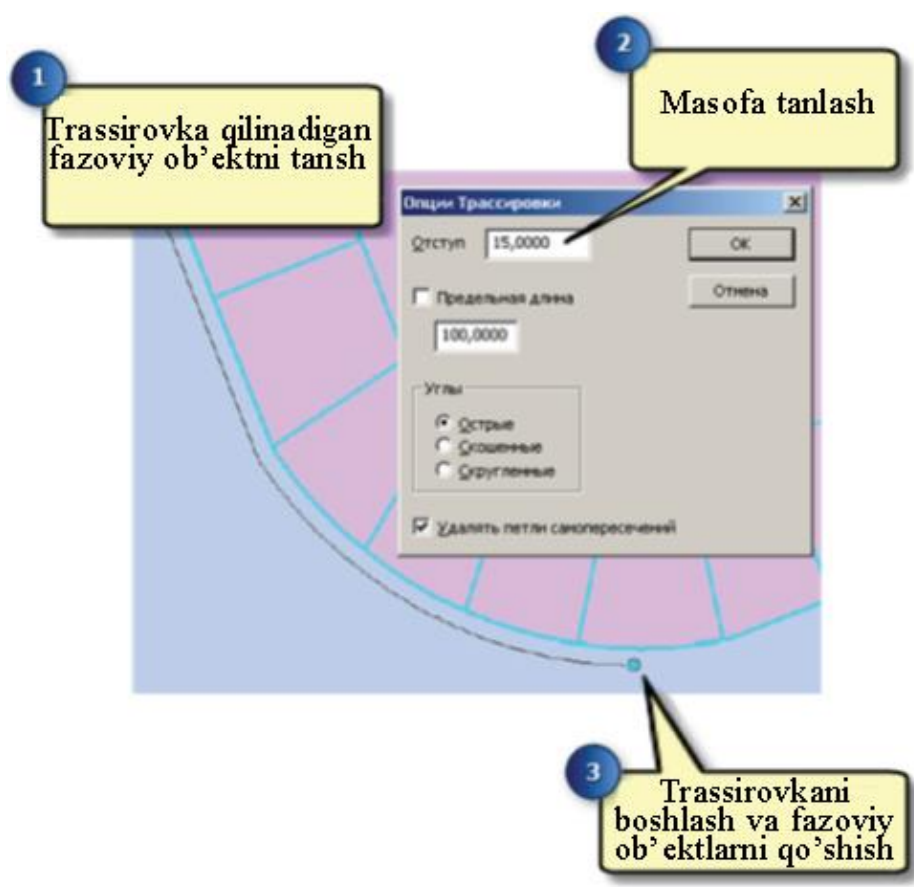 1
Trassirovka qilinadigan
fazoviy ob’ektni tansh
2
Masofa tanlash
Опции Трассировки
Отступ 15,0000
OK
Предельная длина
Отмена
100,0000
Углы
Острые
Скошенные
Скругленные
Удалять петли самопересечений
3
Trassirovkani
boshlash va fazoviy
ob’ektlarni qo’shish